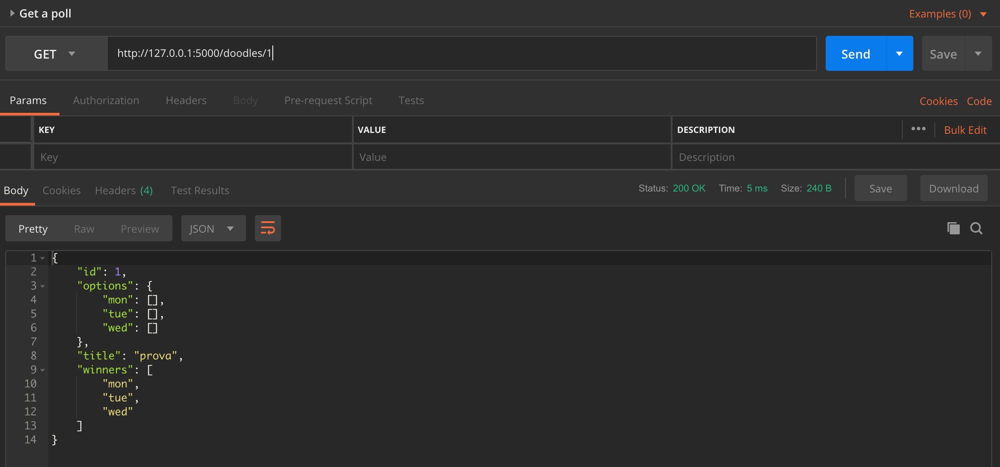 Get a poll Examples (0)
GET http://127.0.0.1:5000/doodles/1 Send Save
Params Authorization Headers Body Pre-request Script Tests Cookies Code
KEY VALUE DESCRIPTION ••• Bulk Edit
Key Value Description
Body Cookies Headers (4) Test Results Status: 200 OK Time: 5 ms Size: 240 B Save Download
Pretty Raw Preview JSON
1 {
2     "id": 1,
3     "options": {
4         "mon": [],
5         "tue": [],
6         "wed": []
7     },
8     "title": "prova",
9     "winners": [
10         "mon",
11         "tue",
12         "wed"
13     ]
14 }